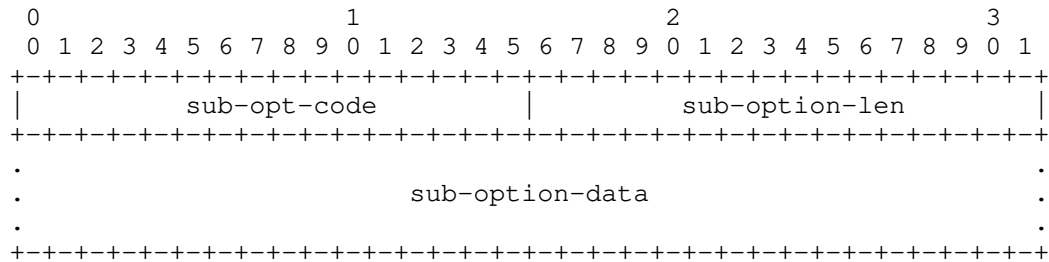 0                   1                   2                   3
 0 1 2 3 4 5 6 7 8 9 0 1 2 3 4 5 6 7 8 9 0 1 2 3 4 5 6 7 8 9 0 1
+-+-+-+-+-+-+-+-+-+-+-+-+-+-+-+-+-+-+-+-+-+-+-+-+-+-+-+-+-+-+-+-+
|          sub-opt-code         |         sub-option-len        |
+-+-+-+-+-+-+-+-+-+-+-+-+-+-+-+-+-+-+-+-+-+-+-+-+-+-+-+-+-+-+-+-+
.                                                               .
.                        sub-option-data                        .
.                                                               .
+-+-+-+-+-+-+-+-+-+-+-+-+-+-+-+-+-+-+-+-+-+-+-+-+-+-+-+-+-+-+-+-+